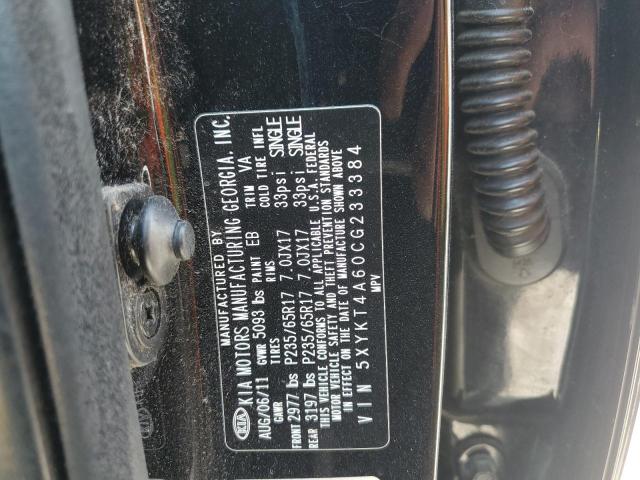 MANUFACTURED BY
KIA KIA MOTORS MANUFACTURING GEORGIA, INC.
AUG/06/11 GVWR 5093 lbs PAINT EB TRIM VA
GAWR TIRES RIMS COLD TIRE INFL
FRONT 2977 lbs P235/65R17 7.0JX17 33psi SINGLE
REAR 3197 lbs P235/65R17 7.0JX17 33psi SINGLE
THIS VEHICLE CONFORMS TO ALL APPLICABLE U.S.A. FEDERAL
MOTOR VEHICLE SAFETY AND THEFT PREVENTION STANDARDS
IN EFFECT ON THE DATE OF MANUFACTURE SHOWN ABOVE
VIN 5XYKT4A60CG233384
MPV